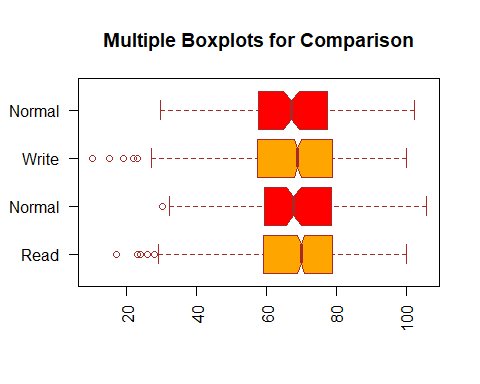 Multiple Boxplots for Comparison
Normal
Write
Normal
Read
20 40 60 80 100